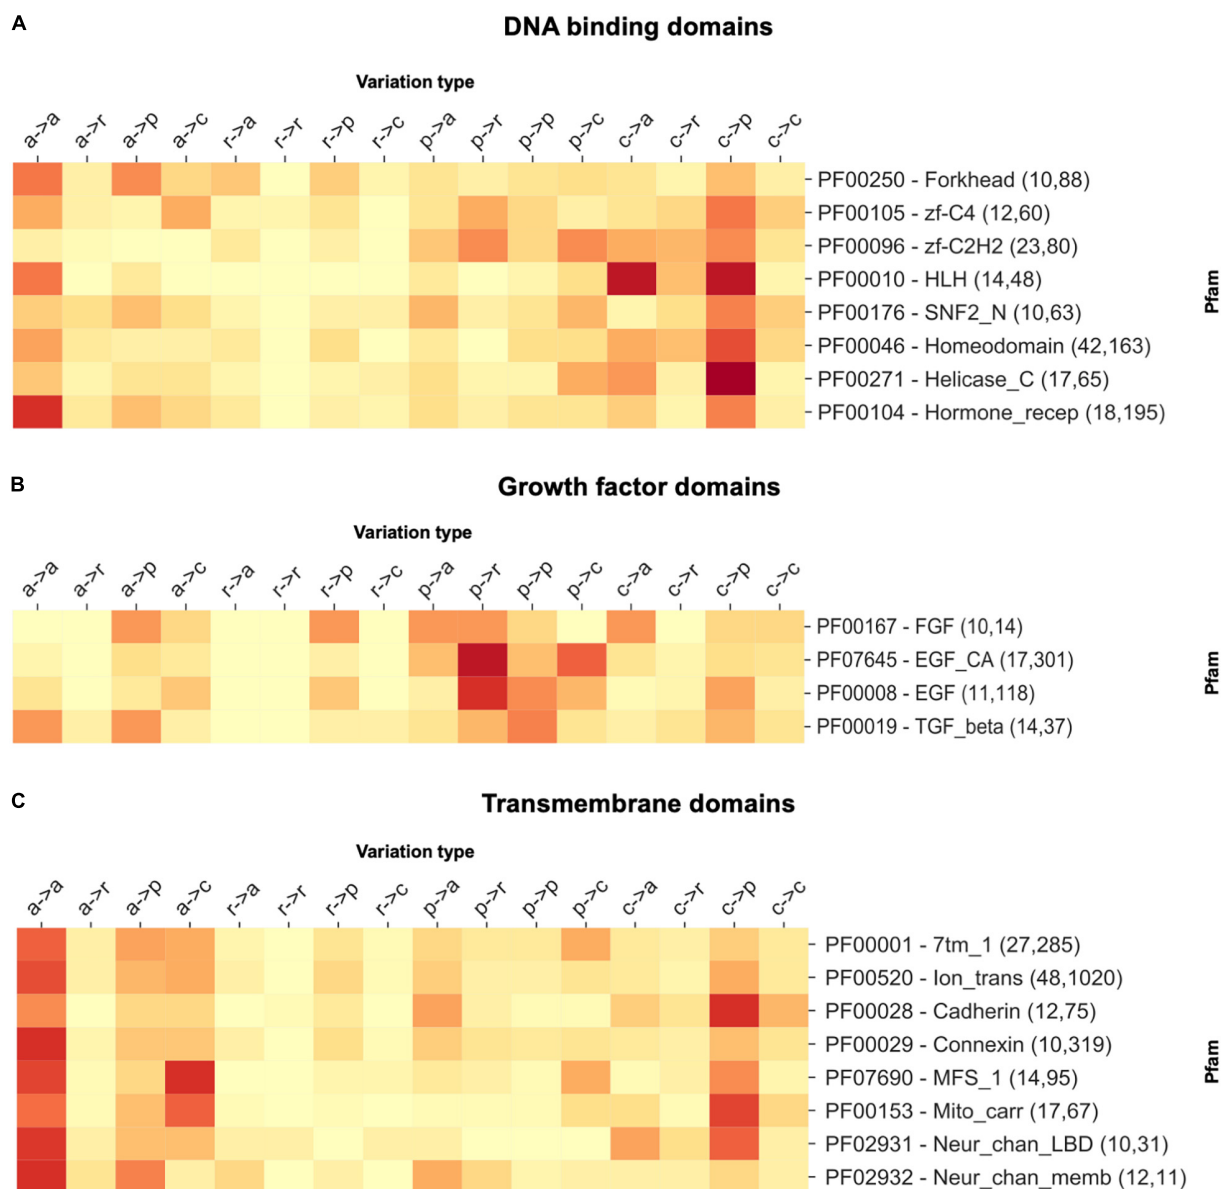 A
DNA binding domains
Variation type
a->a a->r a->p a->c r->a r->r r->p r->c p->a p->r p->p p->c c->a c->r c->p c->c
PF00250 - Forkhead (10,88)
PF00105 - zf-C4 (12,60)
PF00096 - zf-C2H2 (23,80)
PF00010 - HLH (14,48)
PF00176 - SNF2_N (10,63)
PF00046 - Homeodomain (42,163)
PF00271 - Helicase_C (17,65)
PF00104 - Hormone_recep (18,195)
Pfam
B
Growth factor domains
Variation type
a->a a->r a->p a->c r->a r->r r->p r->c p->a p->r p->p p->c c->a c->r c->p c->c
PF00167 - FGF (10,14)
PF07645 - EGF_CA (17,301)
PF00008 - EGF (11,118)
PF00019 - TGF_beta (14,37)
Pfam
C
Transmembrane domains
Variation type
a->a a->r a->p a->c r->a r->r r->p r->c p->a p->r p->p p->c c->a c->r c->p c->c
PF00001 - 7tm_1 (27,285)
PF00520 - Ion_trans (48,1020)
PF00028 - Cadherin (12,75)
PF00029 - Connexin (10,319)
PF07690 - MFS_1 (14,95)
PF00153 - Mito_carr (17,67)
PF02931 - Neur_chan_LBD (10,31)
PF02932 - Neur_chan_memb (12,11)
Pfam